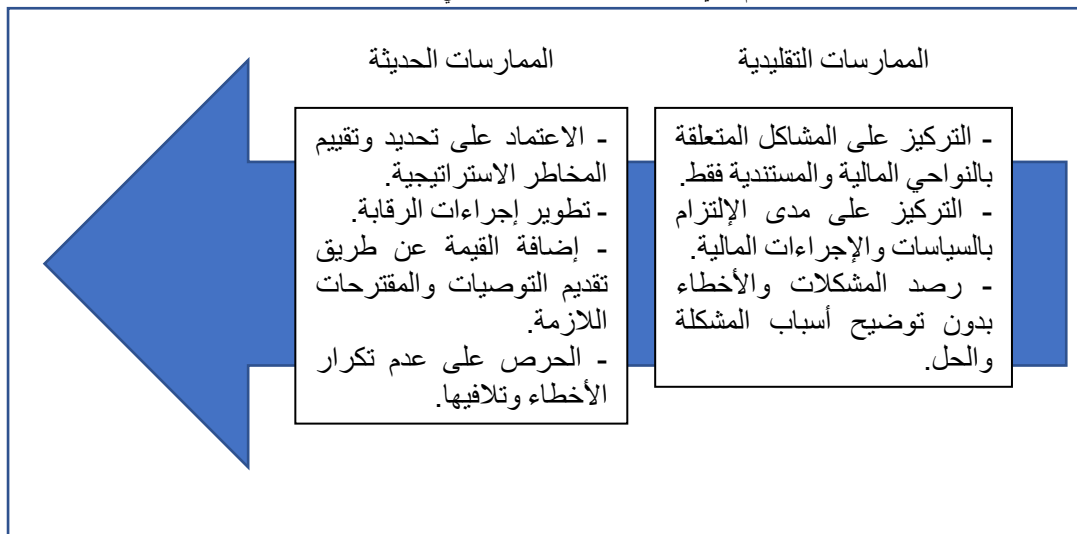 الممارسات التقليدية
- التركيز على المشاكل المتعلقة
بالنواحي المالية والمستندية فقط.
- التركيز على مدى الإلتزام
بالسياسات والإجراءات المالية.
- رصد المشكلات والأخطاء
بدون توضيح أسباب المشكلة
والحل.
الممارسات الحديثة
- الاعتماد على تحديد وتقييم
المخاطر الاستراتيجية.
- تطوير إجراءات الرقابة.
- إضافة القيمة عن طريق
تقديم التوصيات والمقترحات
اللازمة.
- الحرص على عدم تكرار
الأخطاء وتلافيها.